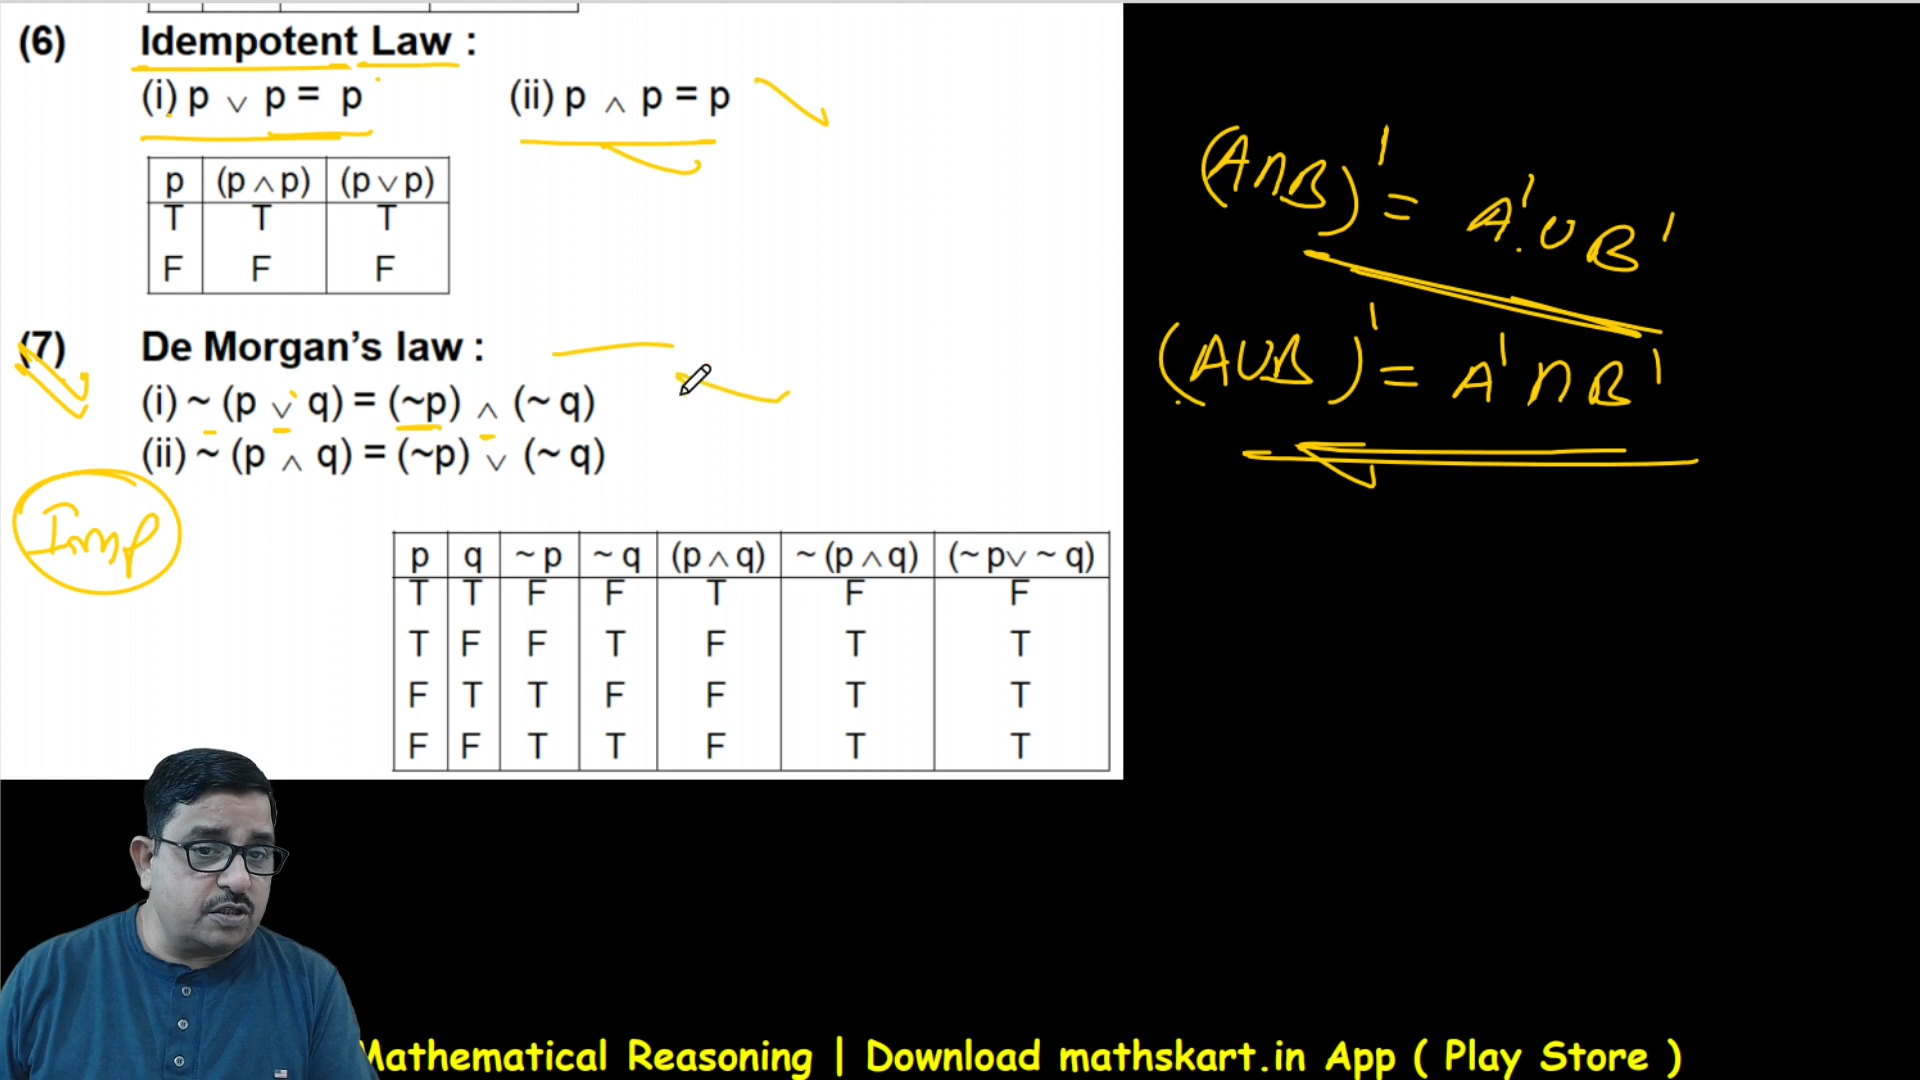 (6) Idempotent Law :
(i) p ∨ p = p (ii) p ∧ p = p
p (p ∧ p) (p ∨ p)
T T T
F F F
(7) De Morgan's law :
(i) ~ (p ∨ q) = (~p) ∧ (~ q)
(ii) ~ (p ∧ q) = (~p) ∨ (~ q)
Imp
p q ~ p ~ q (p ∧ q) ~ (p ∧ q) (~ p∨ ~ q)
T T F F T F F
T F F T F T T
F T T F F T T
F F T T F T T
(A∩B)' = A'∪B'
(A∪B)' = A'∩B'
Mathematical Reasoning | Download mathskart.in App ( Play Store )